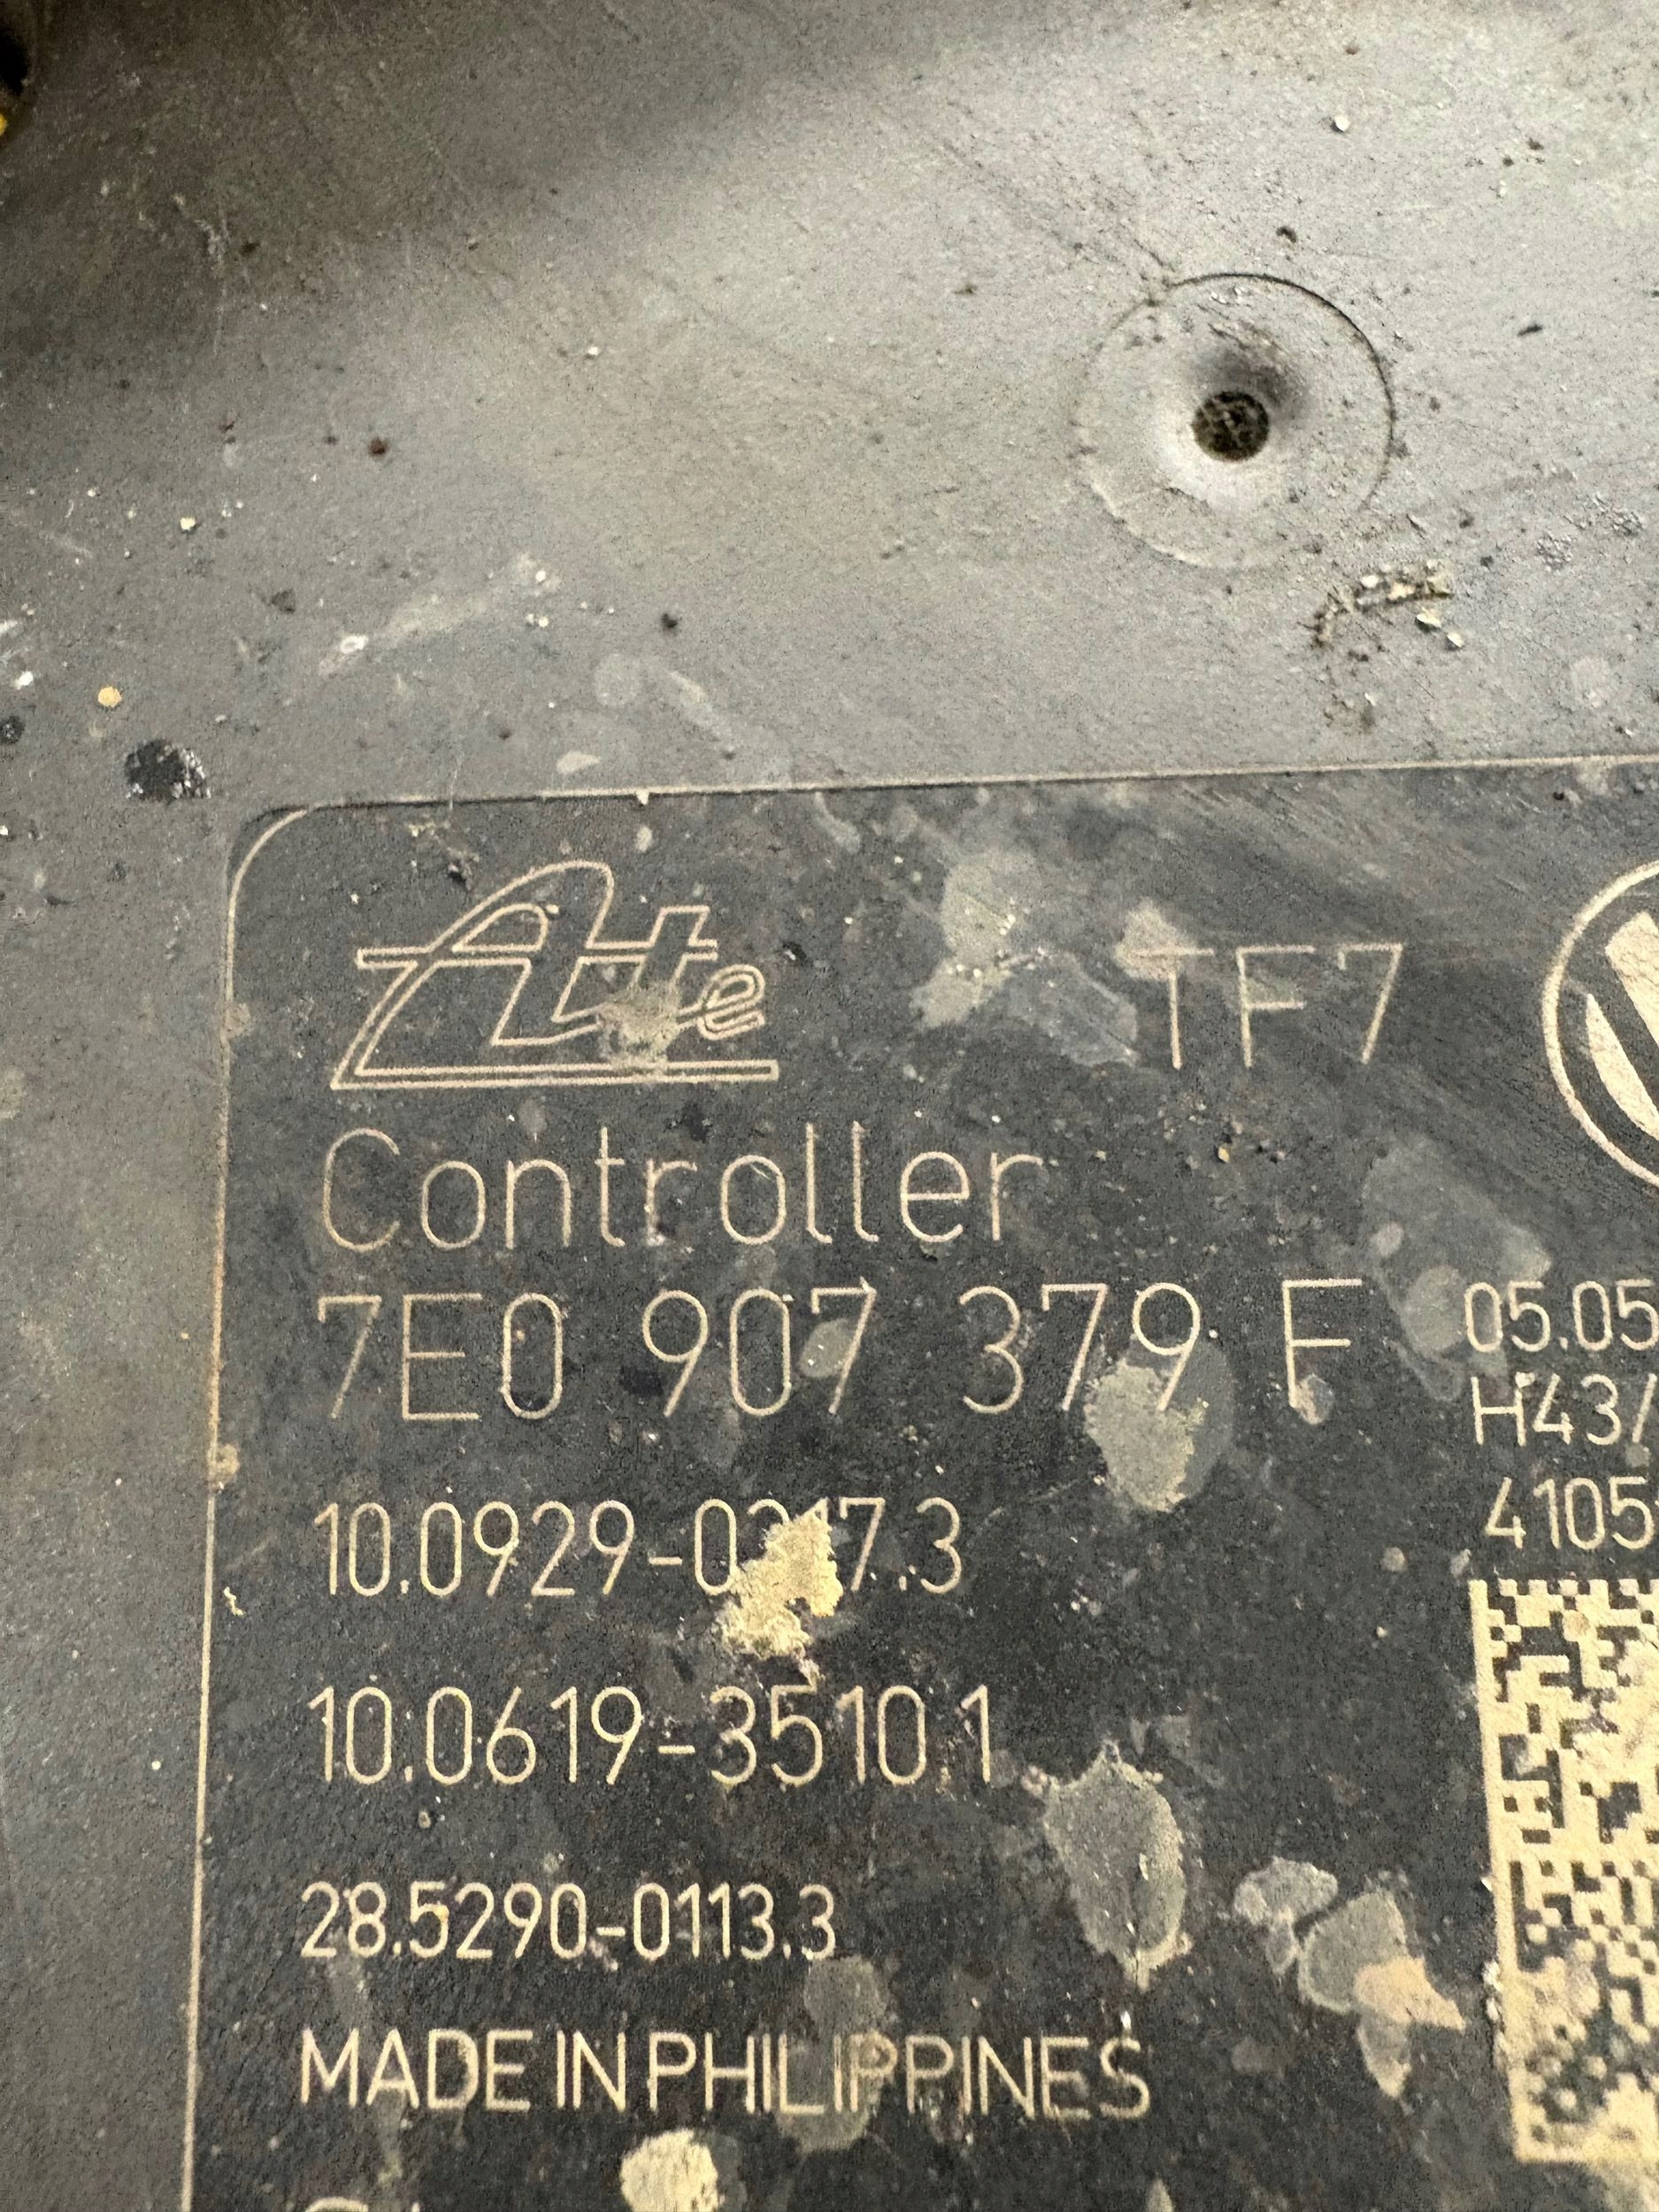 Ate TF7
Controller
7E0 907 379 F 05.05
H43/
10.0929-0 17.3 4105
10.0619-3510.1
28.5290-0113.3
MADE IN PHILIPPINES